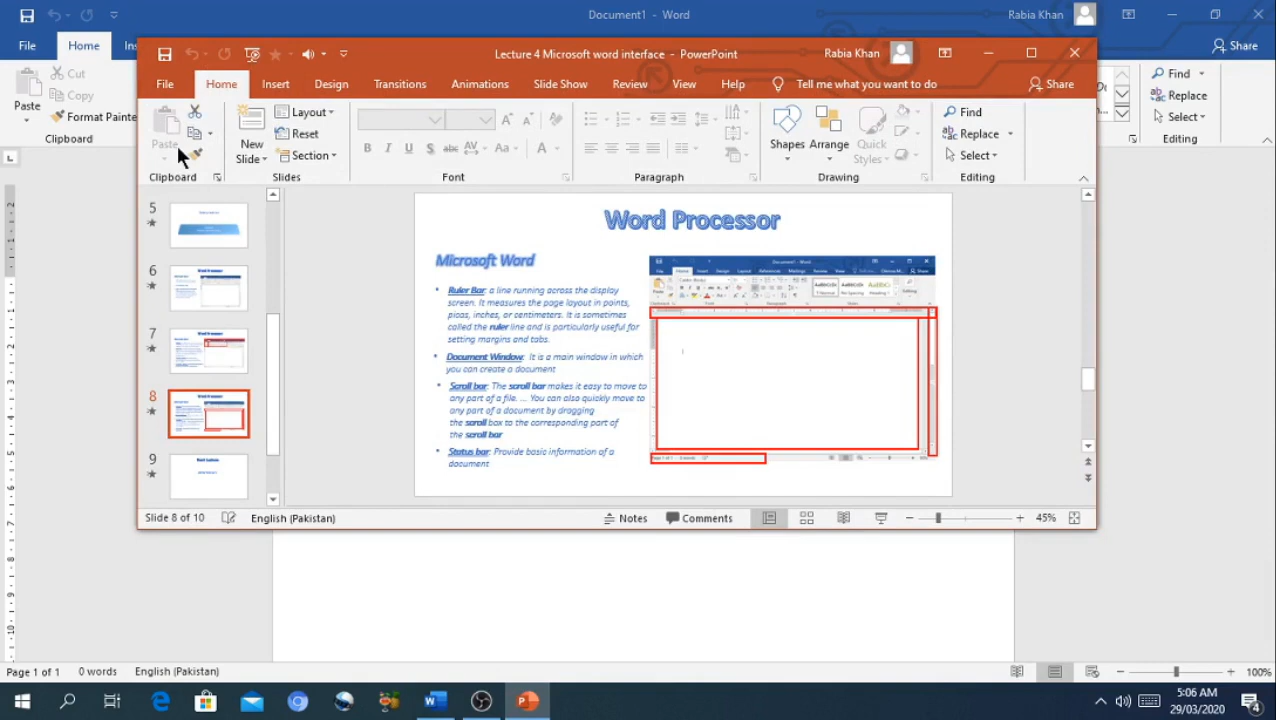 Document1 - Word
Rabia Khan
File
Home
Share
Cut
Paste
Copy
Clipboard
Find
Replace
Select
Editing
Lecture 4 Microsoft word interface - PowerPoint
Rabia Khan
File
Home
Insert
Design
Transitions
Animations
Slide Show
Review
View
Help
Tell me what you want to do
Share
Paste
Clipboard
New
Slide
Layout
Reset
Section
Slides
Font
Paragraph
Shapes
Arrange
Quick
Styles
Drawing
Find
Replace
Select
Editing
5
6
7
8
9
Word Processor
Microsoft Word
• Ruler Bar: a line running across the display
screen. It measures the page layout in points,
picas, inches, or centimeters. It is sometimes
called the ruler line and is particularly useful for
setting margins and tabs.
• Document Window: It is a main window in which
you can create a document
• Scroll bar: The scroll bar makes it easy to move to
any part of a file. ... You can also quickly move to
any part of a document by dragging
the scroll box to the corresponding part of
the scroll bar
• Status bar: Provide basic information of a
document
Slide 8 of 10
English (Pakistan)
Notes
Comments
45%
Page 1 of 1
0 words
English (Pakistan)
100%
5:06 AM
29/03/2020
4